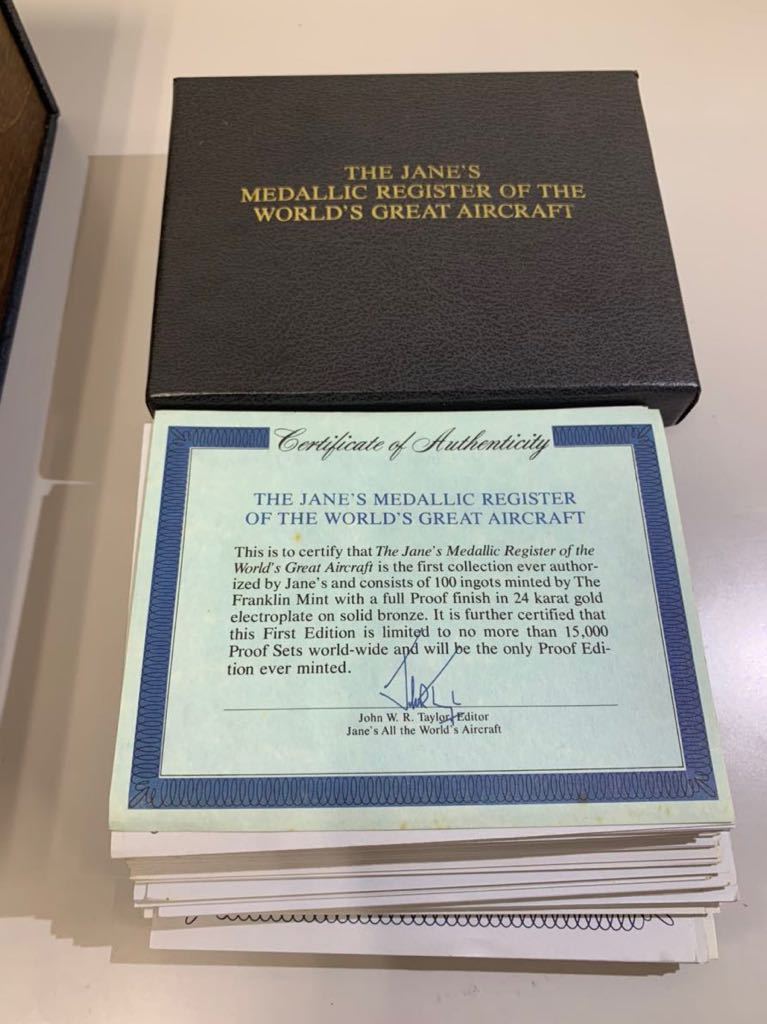 THE JANE'S
MEDALLIC REGISTER OF THE
WORLD'S GREAT AIRCRAFT
Certificate of Authenticity
THE JANE'S MEDALLIC REGISTER
OF THE WORLD'S GREAT AIRCRAFT
This is to certify that The Jane's Medallic Register of the
World's Great Aircraft is the first collection ever author-
ized by Jane's and consists of 100 ingots minted by The
Franklin Mint with a full Proof finish in 24 karat gold
electroplate on solid bronze. It is further certified that
this First Edition is limited to no more than 15,000
Proof Sets world-wide and will be the only Proof Edi-
tion ever minted.
John W. R. Taylor, Editor
Jane's All the World's Aircraft